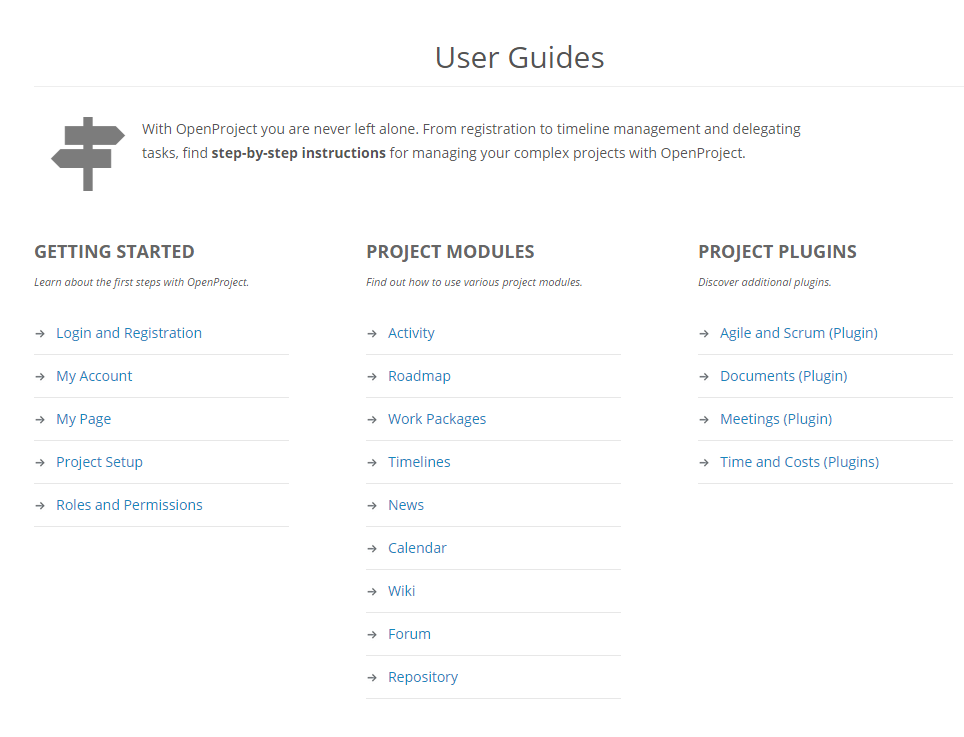 User Guides
With OpenProject you are never left alone. From registration to timeline management and delegating
tasks, find step-by-step instructions for managing your complex projects with OpenProject.
GETTING STARTED
Learn about the first steps with OpenProject.
Login and Registration
My Account
My Page
Project Setup
Roles and Permissions
PROJECT MODULES
Find out how to use various project modules.
Activity
Roadmap
Work Packages
Timelines
News
Calendar
Wiki
Forum
Repository
PROJECT PLUGINS
Discover additional plugins.
Agile and Scrum (Plugin)
Documents (Plugin)
Meetings (Plugin)
Time and Costs (Plugins)